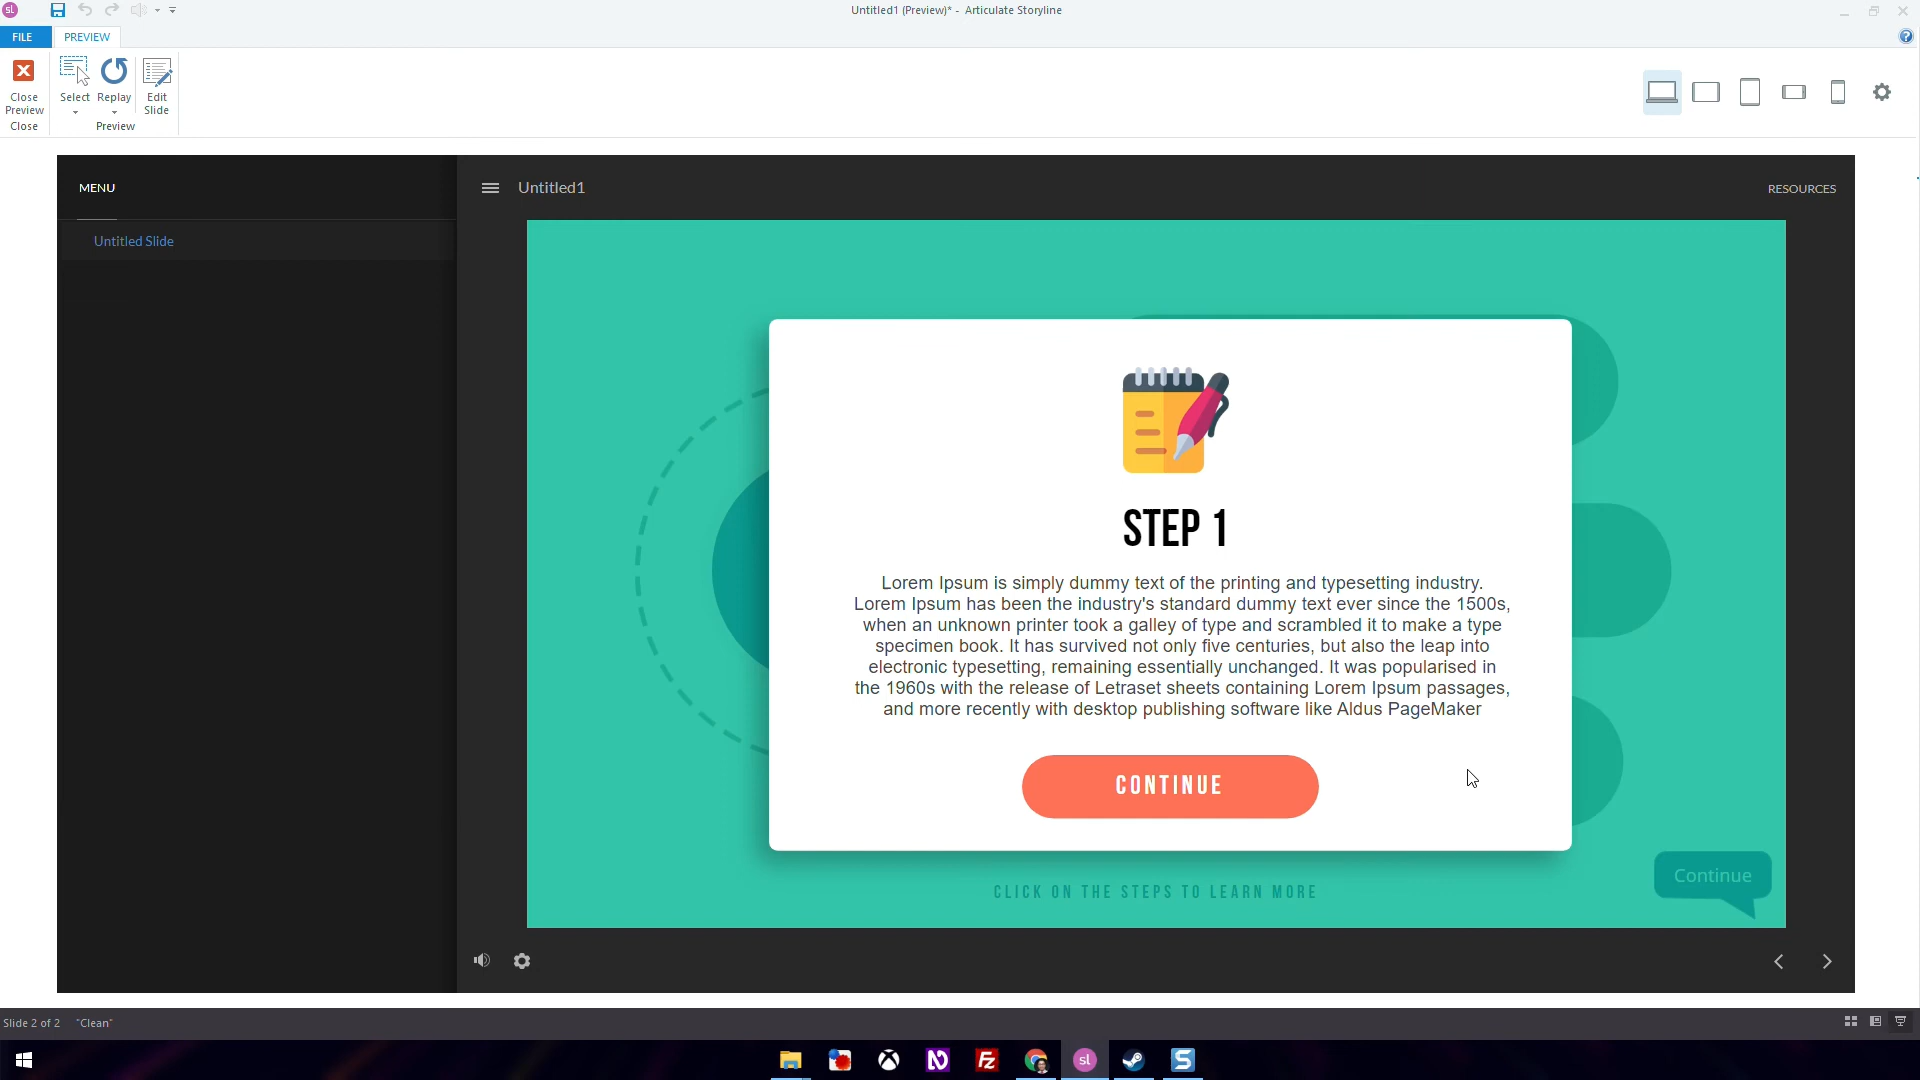 Untitled1 (Preview)* - Articulate Storyline
FILE
PREVIEW
Close Preview
Select
Replay
Edit Slide
Close
Preview
MENU
Untitled Slide
Untitled1
RESOURCES
STEP 1
Lorem Ipsum is simply dummy text of the printing and typesetting industry.
Lorem Ipsum has been the industry's standard dummy text ever since the 1500s,
when an unknown printer took a galley of type and scrambled it to make a type
specimen book. It has survived not only five centuries, but also the leap into
electronic typesetting, remaining essentially unchanged. It was popularised in
the 1960s with the release of Letraset sheets containing Lorem Ipsum passages,
and more recently with desktop publishing software like Aldus PageMaker
CONTINUE
Continue
CLICK ON THE STEPS TO LEARN MORE
Slide 2 of 2 "Clean"